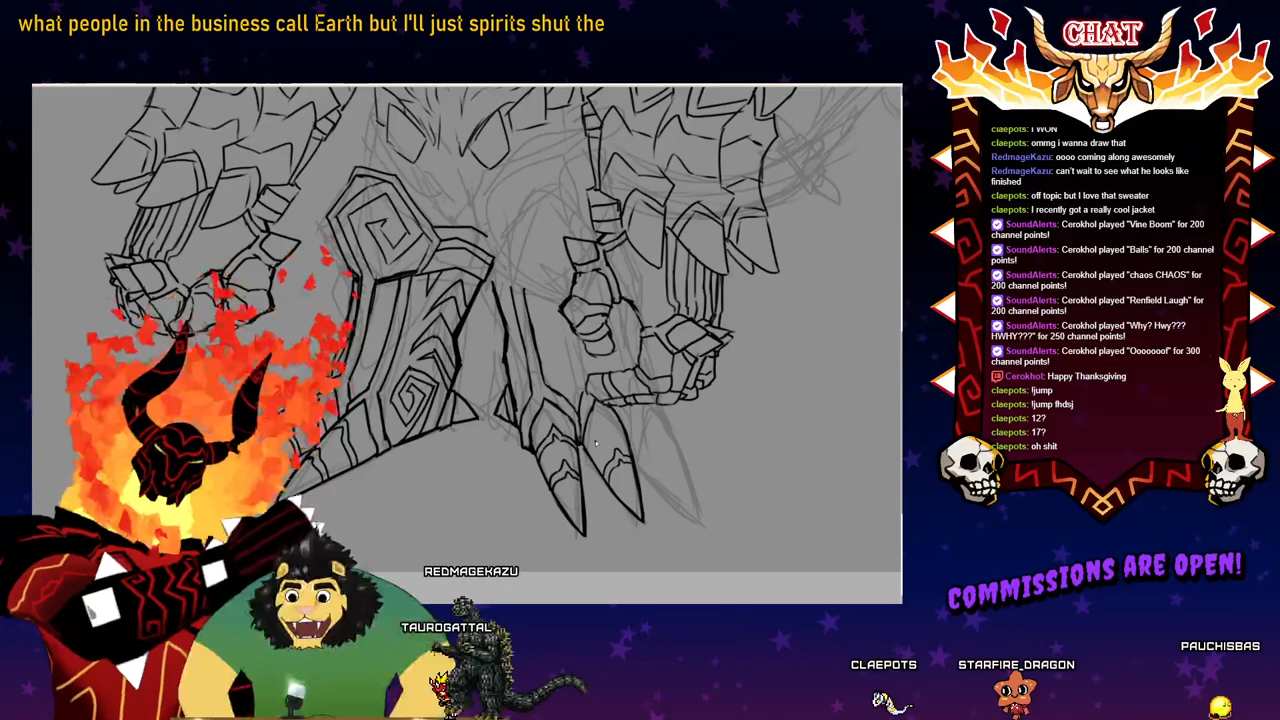 what people in the business call Earth but I'll just spirits shut the
CHAT
claepots: I WON
claepots: ommg i wanna draw that
RedmageKazu: oooo coming along awesomely
RedmageKazu: can't wait to see what he looks like
finished
claepots: off topic but I love that sweater
claepots: I recently got a really cool jacket
SoundAlerts: Cerokhol played "Vine Boom" for 200
channel points!
SoundAlerts: Cerokhol played "Balls" for 200 channel
points!
SoundAlerts: Cerokhol played "chaos CHAOS" for
200 channel points!
SoundAlerts: Cerokhol played "Renfield Laugh" for
200 channel points!
SoundAlerts: Cerokhol played "Why? Hwy???
HWHY???" for 250 channel points!
SoundAlerts: Cerokhol played "Ooooooof" for 300
channel points!
Cerokhol: Happy Thanksgiving
claepots: !jump
claepots: !jump fhdsj
claepots: 12?
claepots: 17?
claepots: oh shit
COMMISSIONS ARE OPEN!
REDMAGEKAZU
TAUROGATTAL
CLAEPOTS
STARFIRE_DRAGON
PAUCHISBAS